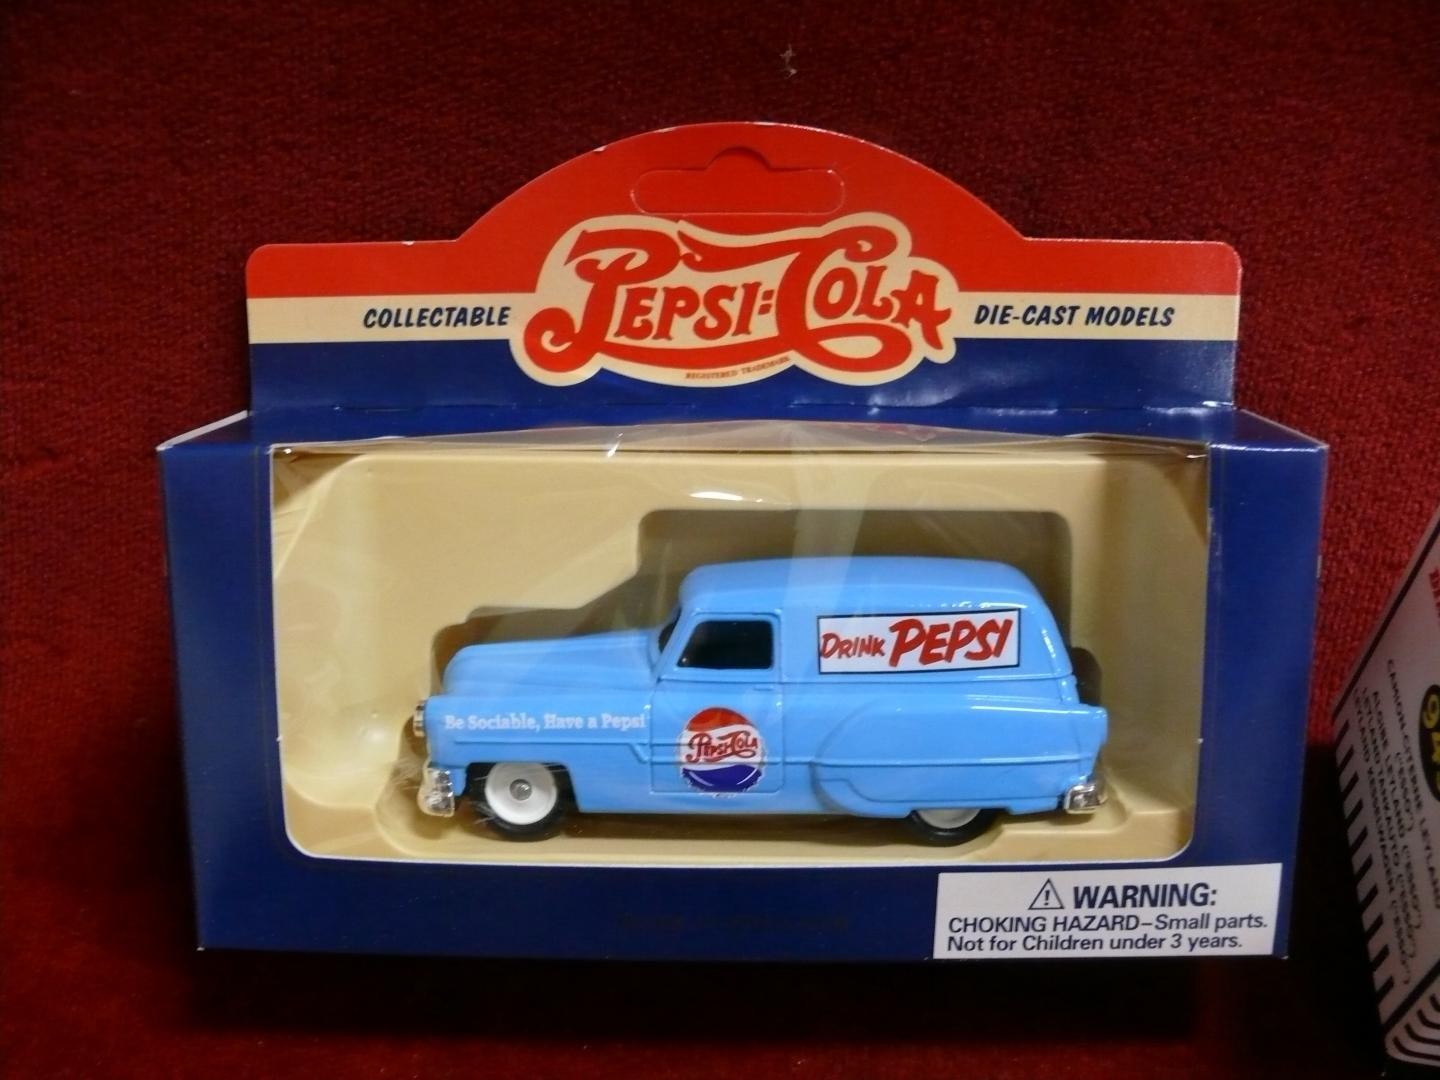 PEPSI-COLA
COLLECTABLE
DIE-CAST MODELS
REGISTERED TRADEMARK
DRINK PEPSI
Be Sociable, Have a Pepsi
PEPSI-COLA
WARNING:
CHOKING HAZARD–Small parts.
Not for Children under 3 years.